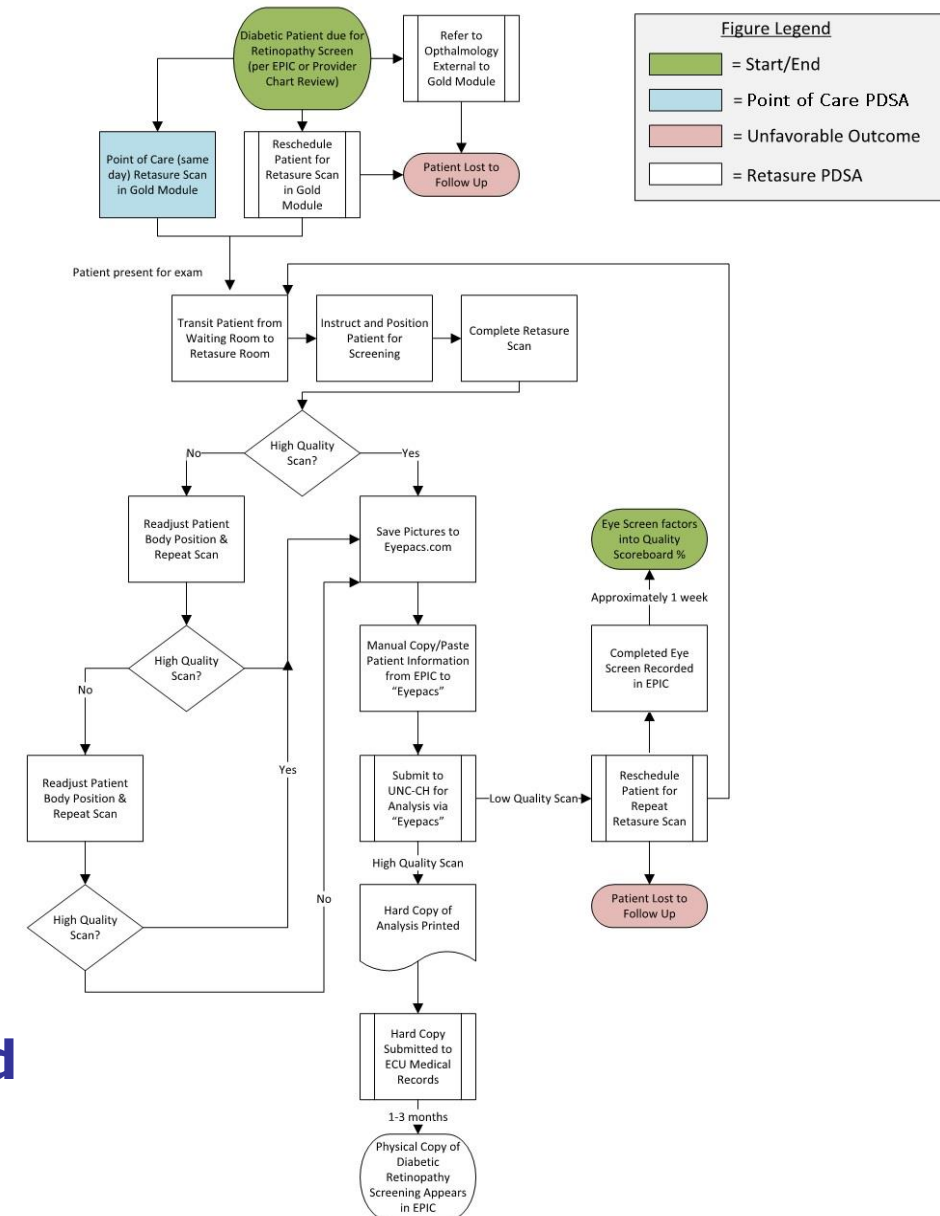 Diabetic Patient due for
Retinopathy Screen
(per EPIC or Provider
Chart Review)
Refer to
Opthalmology
External to
Gold Module
Figure Legend
= Start/End
= Point of Care PDSA
= Unfavorable Outcome
= Retasure PDSA
Point of Care (same
day) Retasure Scan
in Gold Module
Reschedule
Patient for
Retasure Scan
in Gold
Module
Patient Lost to
Follow Up
Patient present for exam
Transit Patient from
Waiting Room to
Retasure Room
Instruct and Position
Patient for
Screening
Complete Retasure
Scan
High Quality
Scan?
No
Yes
Readjust Patient
Body Position &
Repeat Scan
Save Pictures to
Eyepacs.com
Eye Screen factors
into Quality
Scoreboard %
Approximately 1 week
High Quality
Scan?
No
Manual Copy/Paste
Patient Information
from EPIC to
“Eyepacs”
Completed Eye
Screen Recorded
in EPIC
Yes
Readjust Patient
Body Position &
Repeat Scan
Submit to
UNC-CH for
Analysis via
“Eyepacs”
Low Quality Scan
Reschedule
Patient for
Repeat
Retasure Scan
High Quality Scan
High Quality
Scan?
No
Hard Copy of
Analysis Printed
Patient Lost to
Follow Up
Hard Copy
Submitted to
ECU Medical
Records
1-3 months
Physical Copy of
Diabetic
Retinopathy
Screening Appears
in EPIC